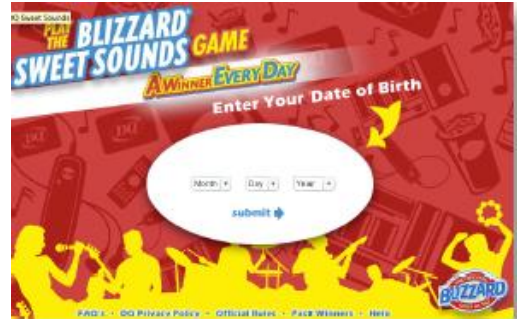 DQ Sweet Sounds
PLAY
THE BLIZZARD®
SWEET SOUNDS GAME
A WINNER EVERY DAY
Enter Your Date of Birth
DQ
Month Day Year
submit
FAQ's • DQ Privacy Policy • Official Rules • Past Winners • Help
BLIZZARD